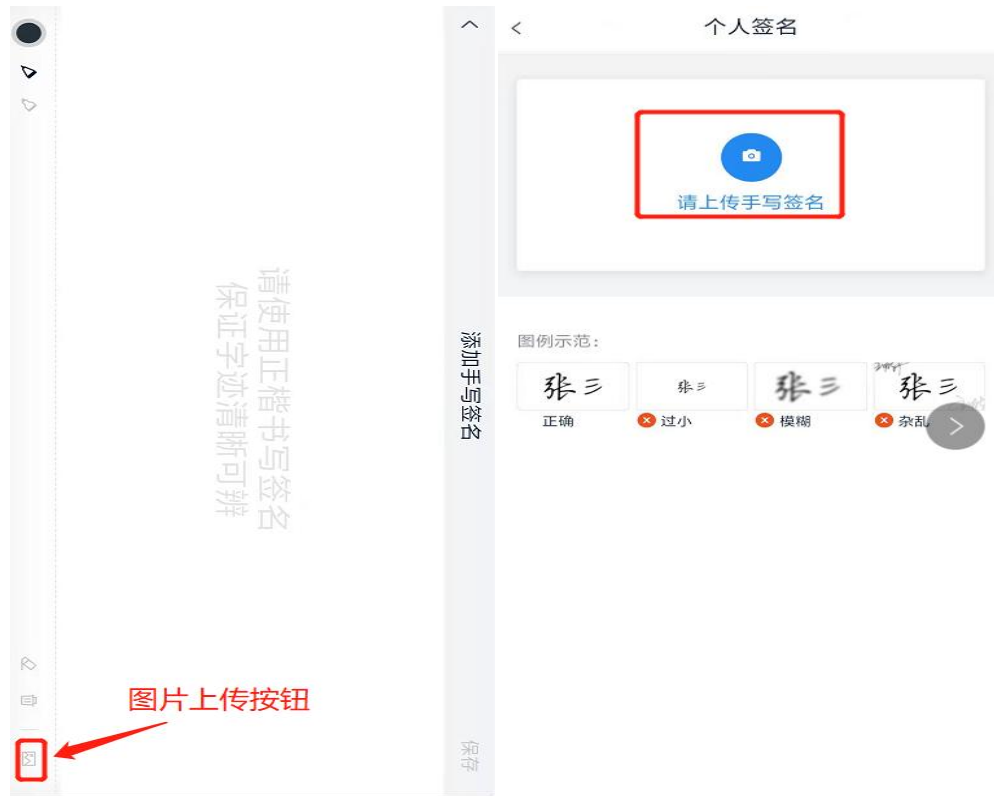 添加手写签名
请使用正楷书写签名
保证字迹清晰可辨
图片上传按钮
保存
个人签名
请上传手写签名
图例示范：
张三
张三
张三
张三
正确
过小
模糊
杂乱